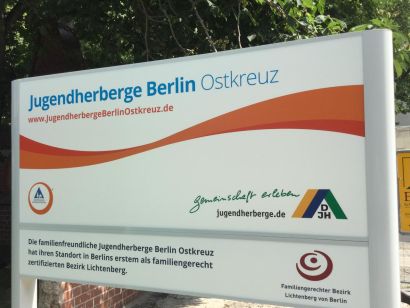 Jugendherberge Berlin Ostkreuz
www.JugendherbergeBerlinOstkreuz.de
gemeinschaft erleben
jugendherberge.de
D
JH
Die familienfreundliche Jugendherberge Berlin Ostkreuz
hat ihren Standort in Berlins erstem als familiengerecht
zertifizierten Bezirk Lichtenberg.
Familiengerechter Bezirk
Lichtenberg von Berlin